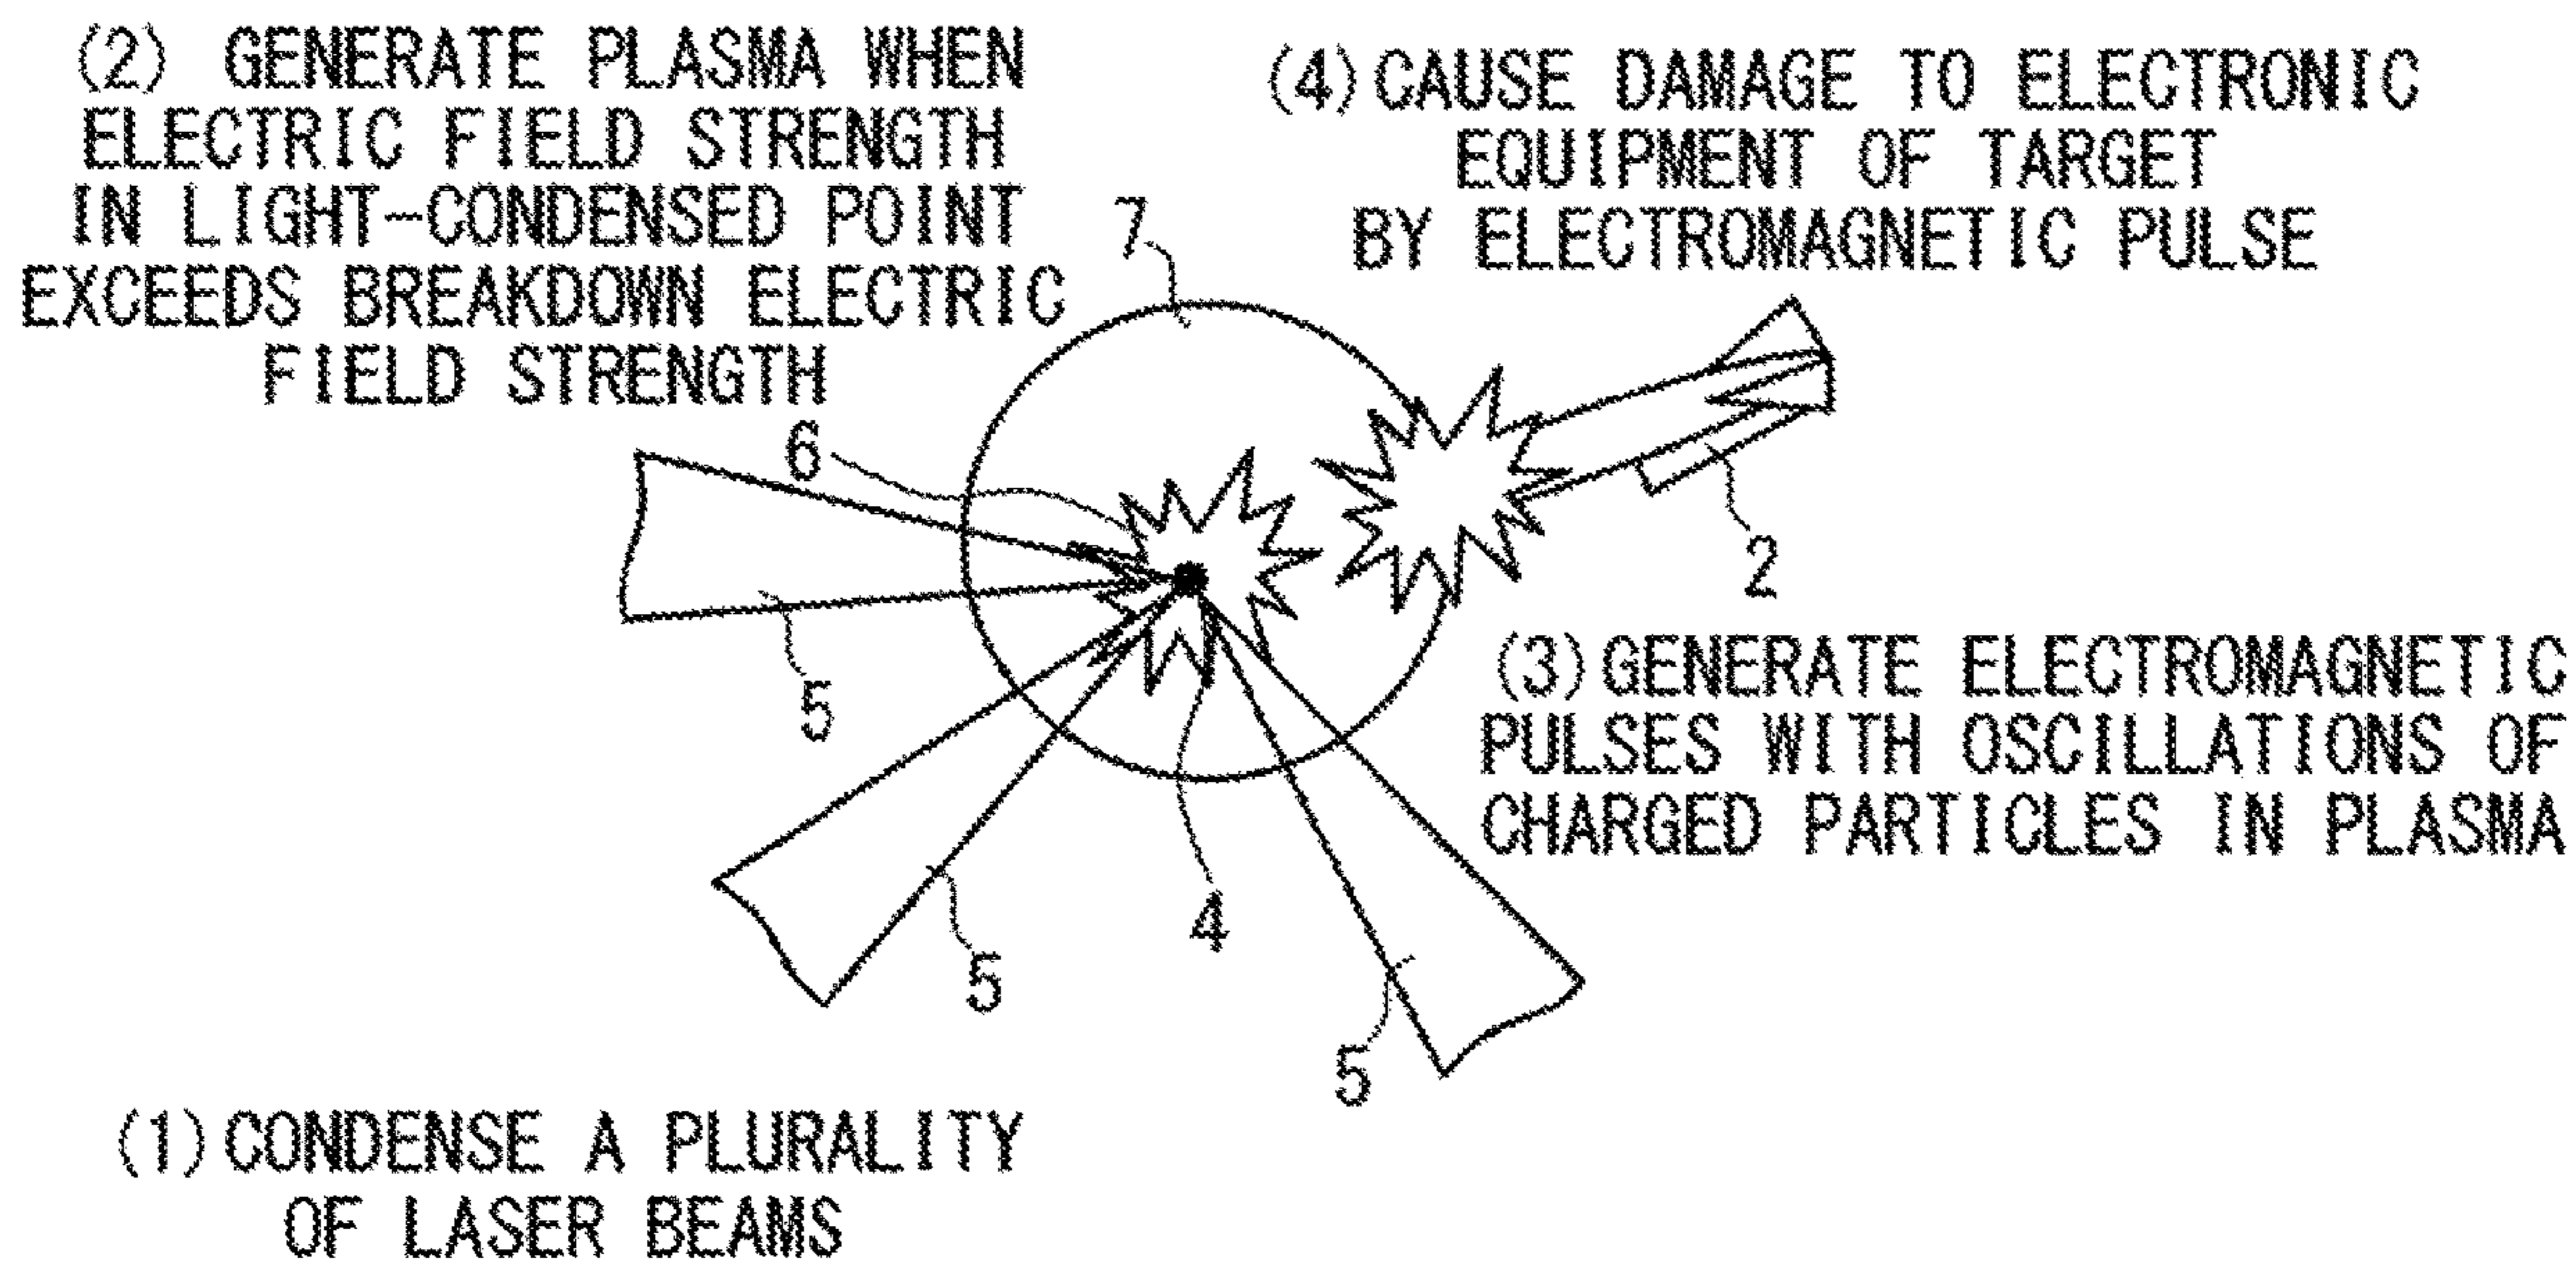 (2) GENERATE PLASMA WHEN
ELECTRIC FIELD STRENGTH
IN LIGHT-CONDENSED POINT
EXCEEDS BREAKDOWN ELECTRIC
FIELD STRENGTH
(4)CAUSE DAMAGE TO ELECTRONIC
EQUIPMENT OF TARGET
BY ELECTROMAGNETIC PULSE
7
6
2
5
(3)GENERATE ELECTROMAGNETIC
PULSES WITH OSCILLATIONS OF
CHARGED PARTICLES IN PLASMA
4
5
5
(1)CONDENSE A PLURALITY
OF LASER BEAMS